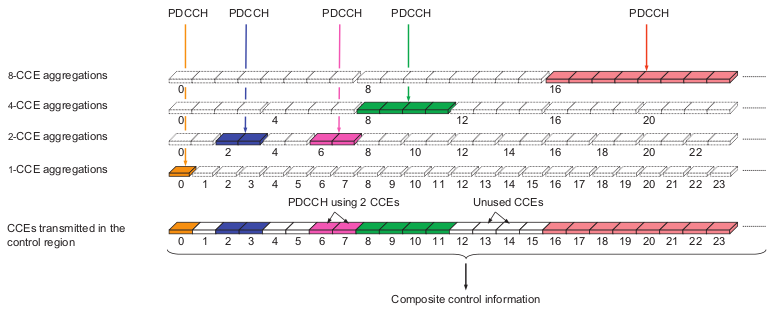 PDCCH PDCCH PDCCH PDCCH PDCCH
8-CCE aggregations
0 8 16
4-CCE aggregations
0 4 8 12 16 20
2-CCE aggregations
0 2 4 6 8 10 12 14 16 18 20 22
1-CCE aggregations
0 1 2 3 4 5 6 7 8 9 10 11 12 13 14 15 16 17 18 19 20 21 22 23
PDCCH using 2 CCEs Unused CCEs
CCEs transmitted in the
control region
0 1 2 3 4 5 6 7 8 9 10 11 12 13 14 15 16 17 18 19 20 21 22 23
Composite control information